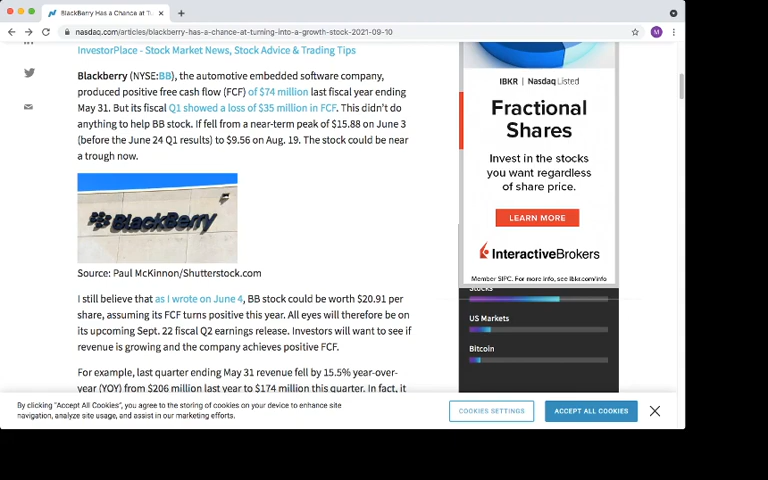 BlackBerry Has a Chance at Tu
nasdaq.com/articles/blackberry-has-a-chance-at-turning-into-a-growth-stock-2021-09-10
M
InvestorPlace - Stock Market News, Stock Advice & Trading Tips
Blackberry (NYSE:BB), the automotive embedded software company,
produced positive free cash flow (FCF) of $74 million last fiscal year ending
May 31. But its fiscal Q1 showed a loss of $35 million in FCF. This didn't do
anything to help BB stock. If fell from a near-term peak of $15.88 on June 3
(before the June 24 Q1 results) to $9.56 on Aug. 19. The stock could be near
a trough now.
BlackBerry
Source: Paul McKinnon/Shutterstock.com
I still believe that as I wrote on June 4, BB stock could be worth $20.91 per
share, assuming its FCF turns positive this year. All eyes will therefore be on
its upcoming Sept. 22 fiscal Q2 earnings release. Investors will want to see if
revenue is growing and the company achieves positive FCF.
For example, last quarter ending May 31 revenue fell by 15.5% year-over-
year (YOY) from $206 million last year to $174 million this quarter. In fact, it
IBKR | Nasdaq Listed
Fractional
Shares
Invest in the stocks
you want regardless
of share price.
LEARN MORE
InteractiveBrokers
Member SIPC. For more info, see ibkr.com/info
Stocks
US Markets
Bitcoin
By clicking "Accept All Cookies", you agree to the storing of cookies on your device to enhance site
navigation, analyze site usage, and assist in our marketing efforts.
COOKIES SETTINGS
ACCEPT ALL COOKIES